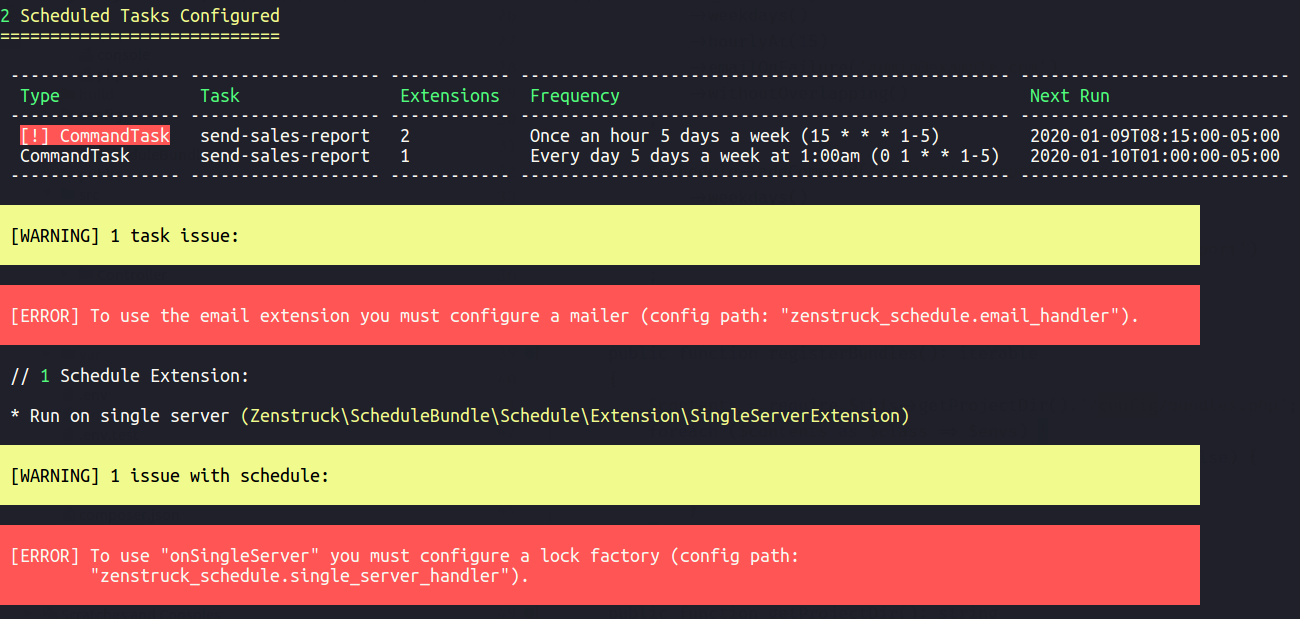 2 Scheduled Tasks Configured
============================
----------------- ------------------- ------------ ------------------------------------------------- ---------------------------
Type Task Extensions Frequency Next Run
----------------- ------------------- ------------ ------------------------------------------------- ---------------------------
[!] CommandTask send-sales-report 2 Once an hour 5 days a week (15 * * * 1-5) 2020-01-09T08:15:00-05:00
CommandTask send-sales-report 1 Every day 5 days a week at 1:00am (0 1 * * 1-5) 2020-01-10T01:00:00-05:00
----------------- ------------------- ------------ ------------------------------------------------- ---------------------------
[WARNING] 1 task issue:
[ERROR] To use the email extension you must configure a mailer (config path: "zenstruck_schedule.email_handler").
// 1 Schedule Extension:
* Run on single server (Zenstruck\ScheduleBundle\Schedule\Extension\SingleServerExtension)
[WARNING] 1 issue with schedule:
[ERROR] To use "onSingleServer" you must configure a lock factory (config path:
"zenstruck_schedule.single_server_handler").